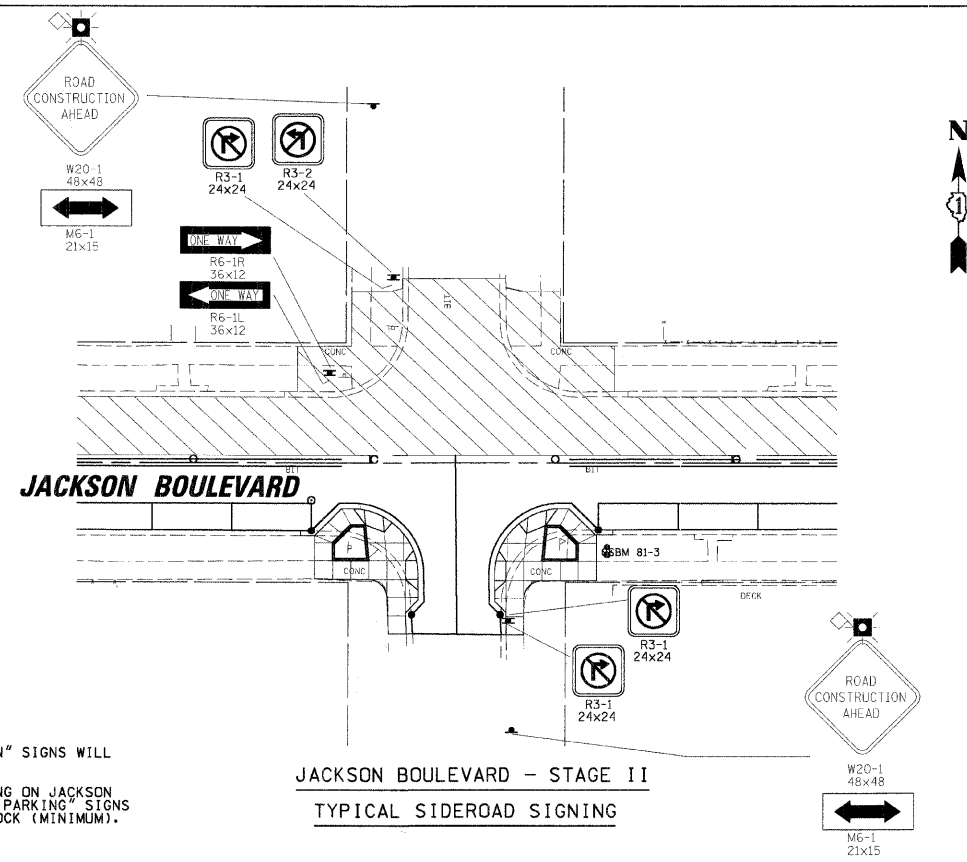 ROAD
CONSTRUCTION
AHEAD
W20-1
48x48
M6-1
21x15
R3-1
24x24
R3-2
24x24
ONE WAY
R6-1R
36x12
ONE WAY
R6-1L
36x12
N
1
BIT
CONC
CONC
P
BIT
BIT
JACKSON BOULEVARD
P
CONC
P
CONC
SBM 81-3
DECK
R3-1
24x24
R3-1
24x24
ROAD
CONSTRUCTION
AHEAD
W20-1
48x48
M6-1
21x15
N" SIGNS WILL
NG ON JACKSON
PARKING" SIGNS
OCK (MINIMUM).
JACKSON BOULEVARD - STAGE II
TYPICAL SIDEROAD SIGNING